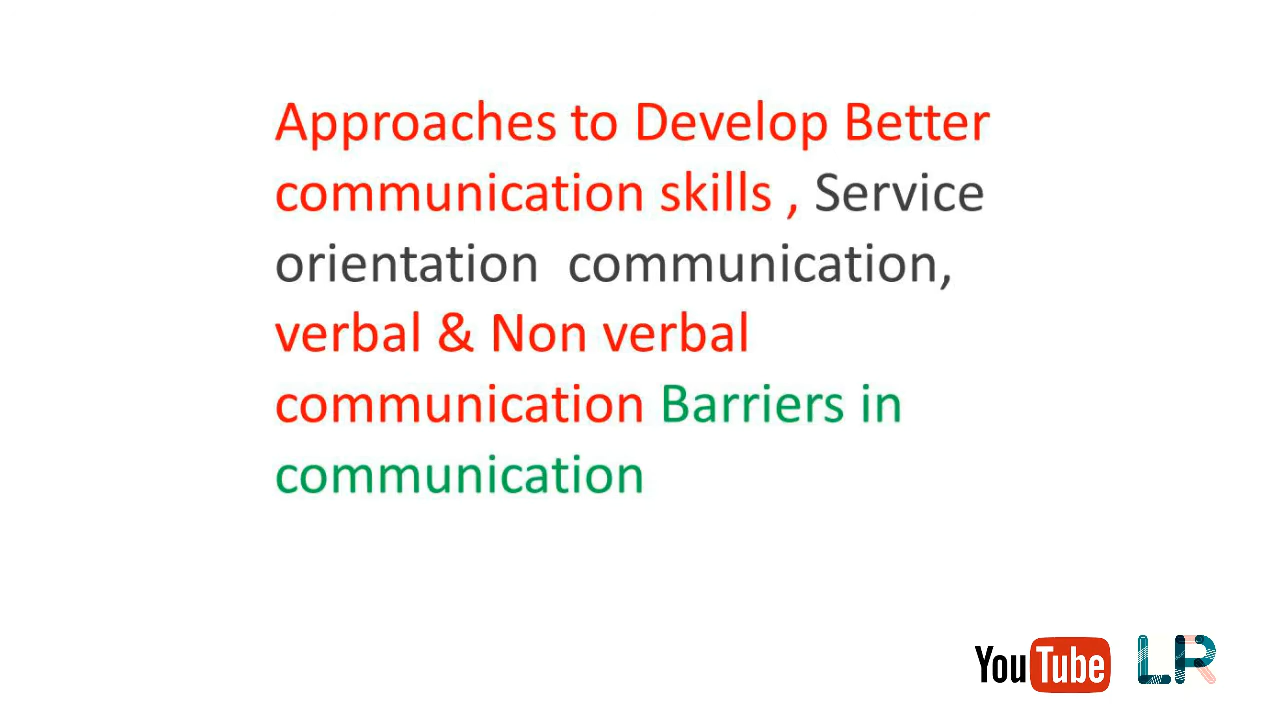 Approaches to Develop Better
communication skills , Service
orientation  communication,
verbal & Non verbal
communication Barriers in
communication
YouTube LR